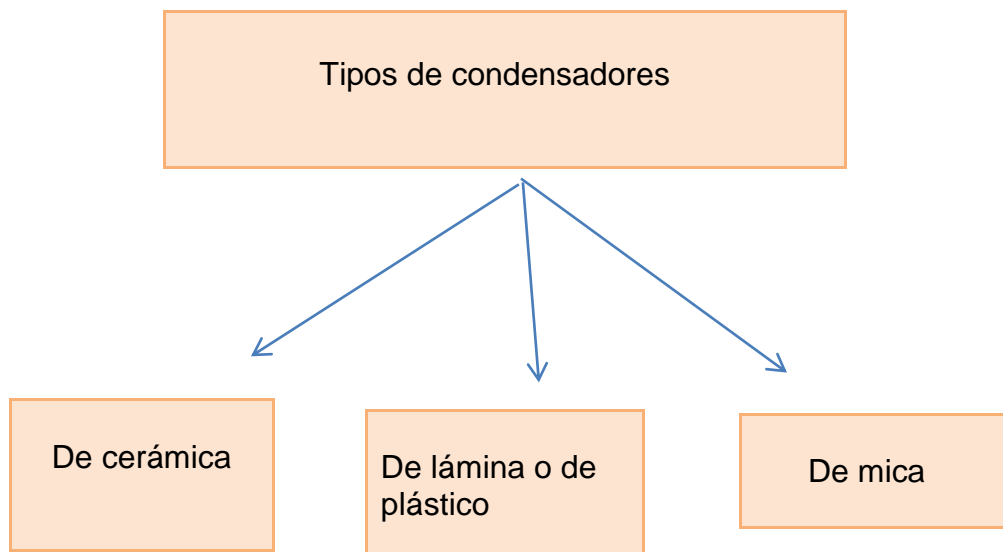 Tipos de condensadores
De cerámica
De lámina o de
plástico
De mica